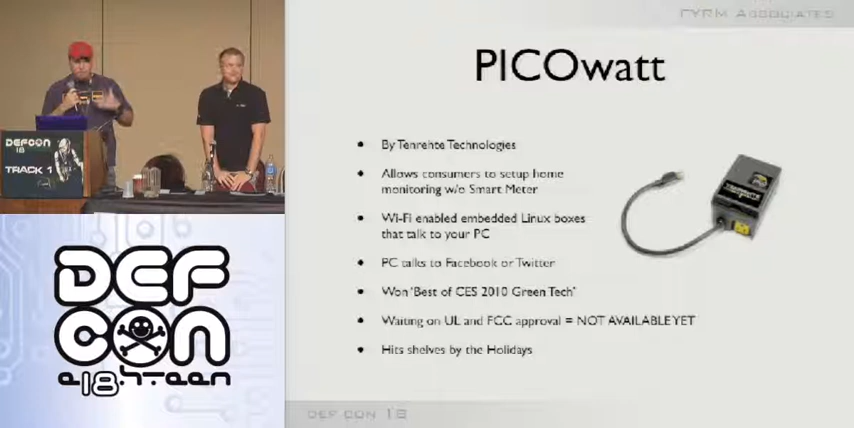 FYRM ASSOCIATES
PICOwatt
By Tenrehte Technologies
Allows consumers to setup home
monitoring w/o Smart Meter
Wi-Fi enabled embedded Linux boxes
that talk to your PC
PC talks to Facebook or Twitter
Won 'Best of CES 2010 Green Tech'
Waiting on UL and FCC approval = NOT AVAILABLE YET
Hits shelves by the Holidays
DEF CON 18
DEFCON
18
TRACK 1
DEF
CON
e18hteen